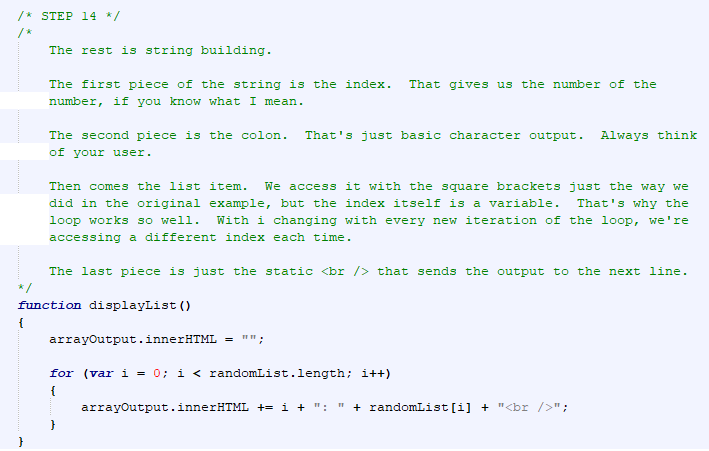 /* STEP 14 */
/*
The rest is string building.
The first piece of the string is the index.  That gives us the number of the
number, if you know what I mean.
The second piece is the colon.  That's just basic character output.  Always think
of your user.
Then comes the list item.  We access it with the square brackets just the way we
did in the original example, but the index itself is a variable.  That's why the
loop works so well.  With i changing with every new iteration of the loop, we're
accessing a different index each time.
The last piece is just the static <br /> that sends the output to the next line.
*/
function displayList()
{
arrayOutput.innerHTML = "";
for (var i = 0; i < randomList.length; i++)
{
arrayOutput.innerHTML += i + ": " + randomList[i] + "<br />";
}
}